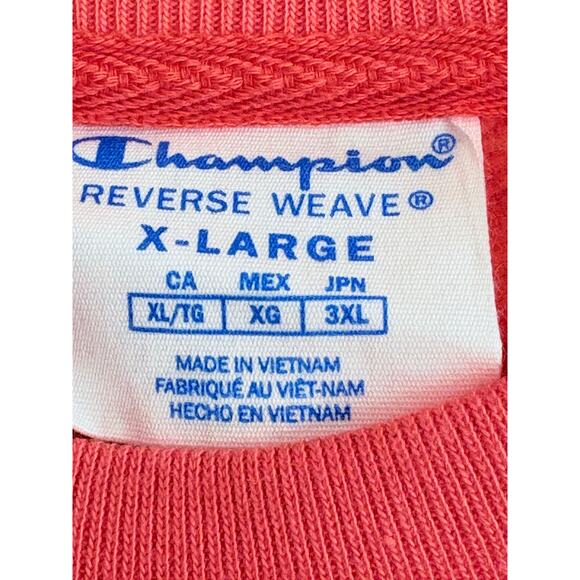 Champion®
REVERSE WEAVE®
X-LARGE
CA MEX JPN
XL/TG XG 3XL
MADE IN VIETNAM
FABRIQUÉ AU VIÊT-NAM
HECHO EN VIETNAM